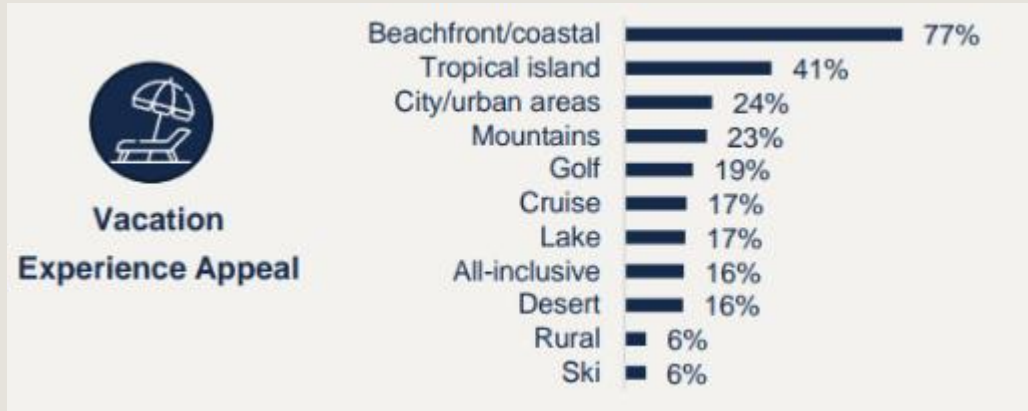 Vacation
Experience Appeal
Beachfront/coastal 77%
Tropical island 41%
City/urban areas 24%
Mountains 23%
Golf 19%
Cruise 17%
Lake 17%
All-inclusive 16%
Desert 16%
Rural 6%
Ski 6%